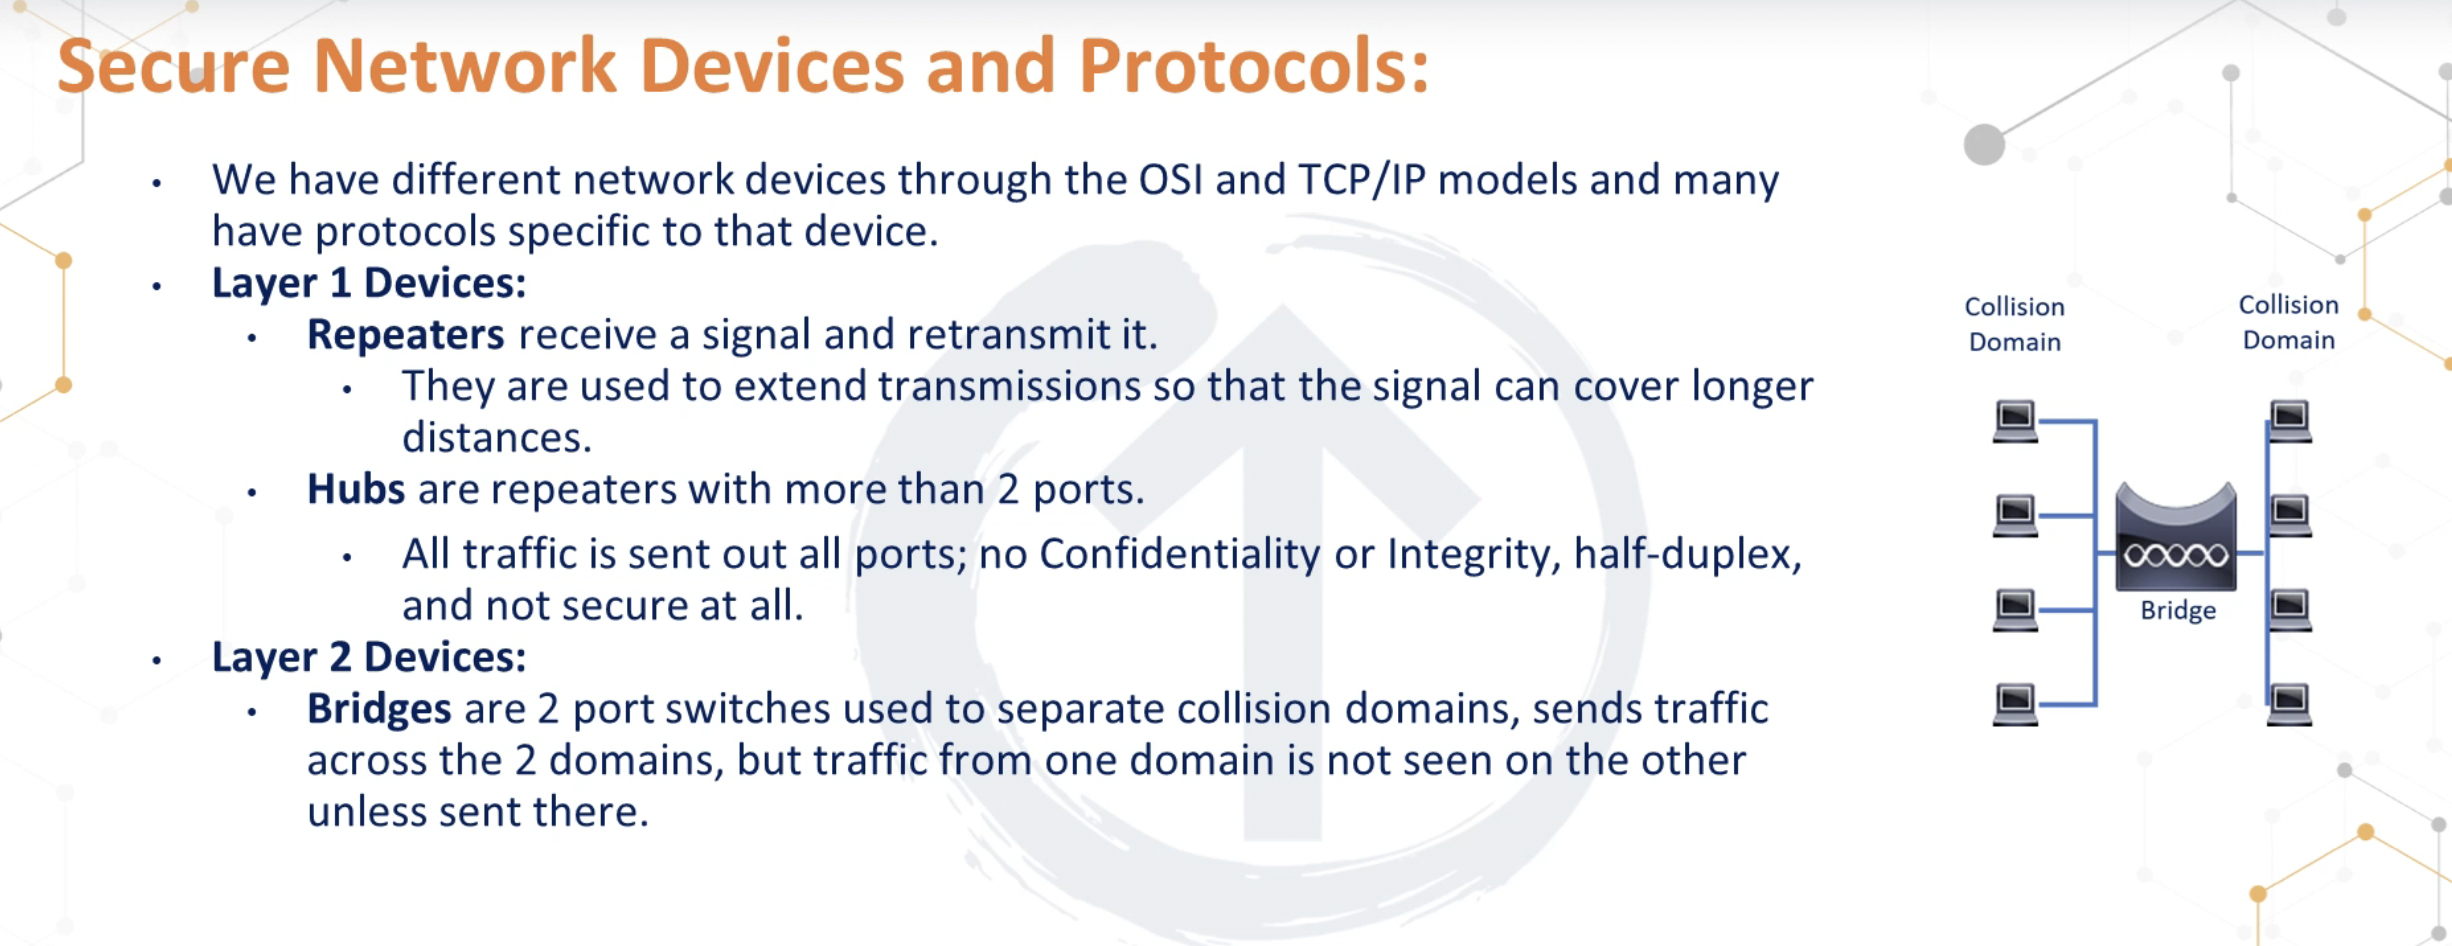 Secure Network Devices and Protocols:
• We have different network devices through the OSI and TCP/IP models and many
have protocols specific to that device.
• Layer 1 Devices:
• Repeaters receive a signal and retransmit it.
• They are used to extend transmissions so that the signal can cover longer
distances.
• Hubs are repeaters with more than 2 ports.
• All traffic is sent out all ports; no Confidentiality or Integrity, half-duplex,
and not secure at all.
• Layer 2 Devices:
• Bridges are 2 port switches used to separate collision domains, sends traffic
across the 2 domains, but traffic from one domain is not seen on the other
unless sent there.
Collision
Domain
Collision
Domain
Bridge